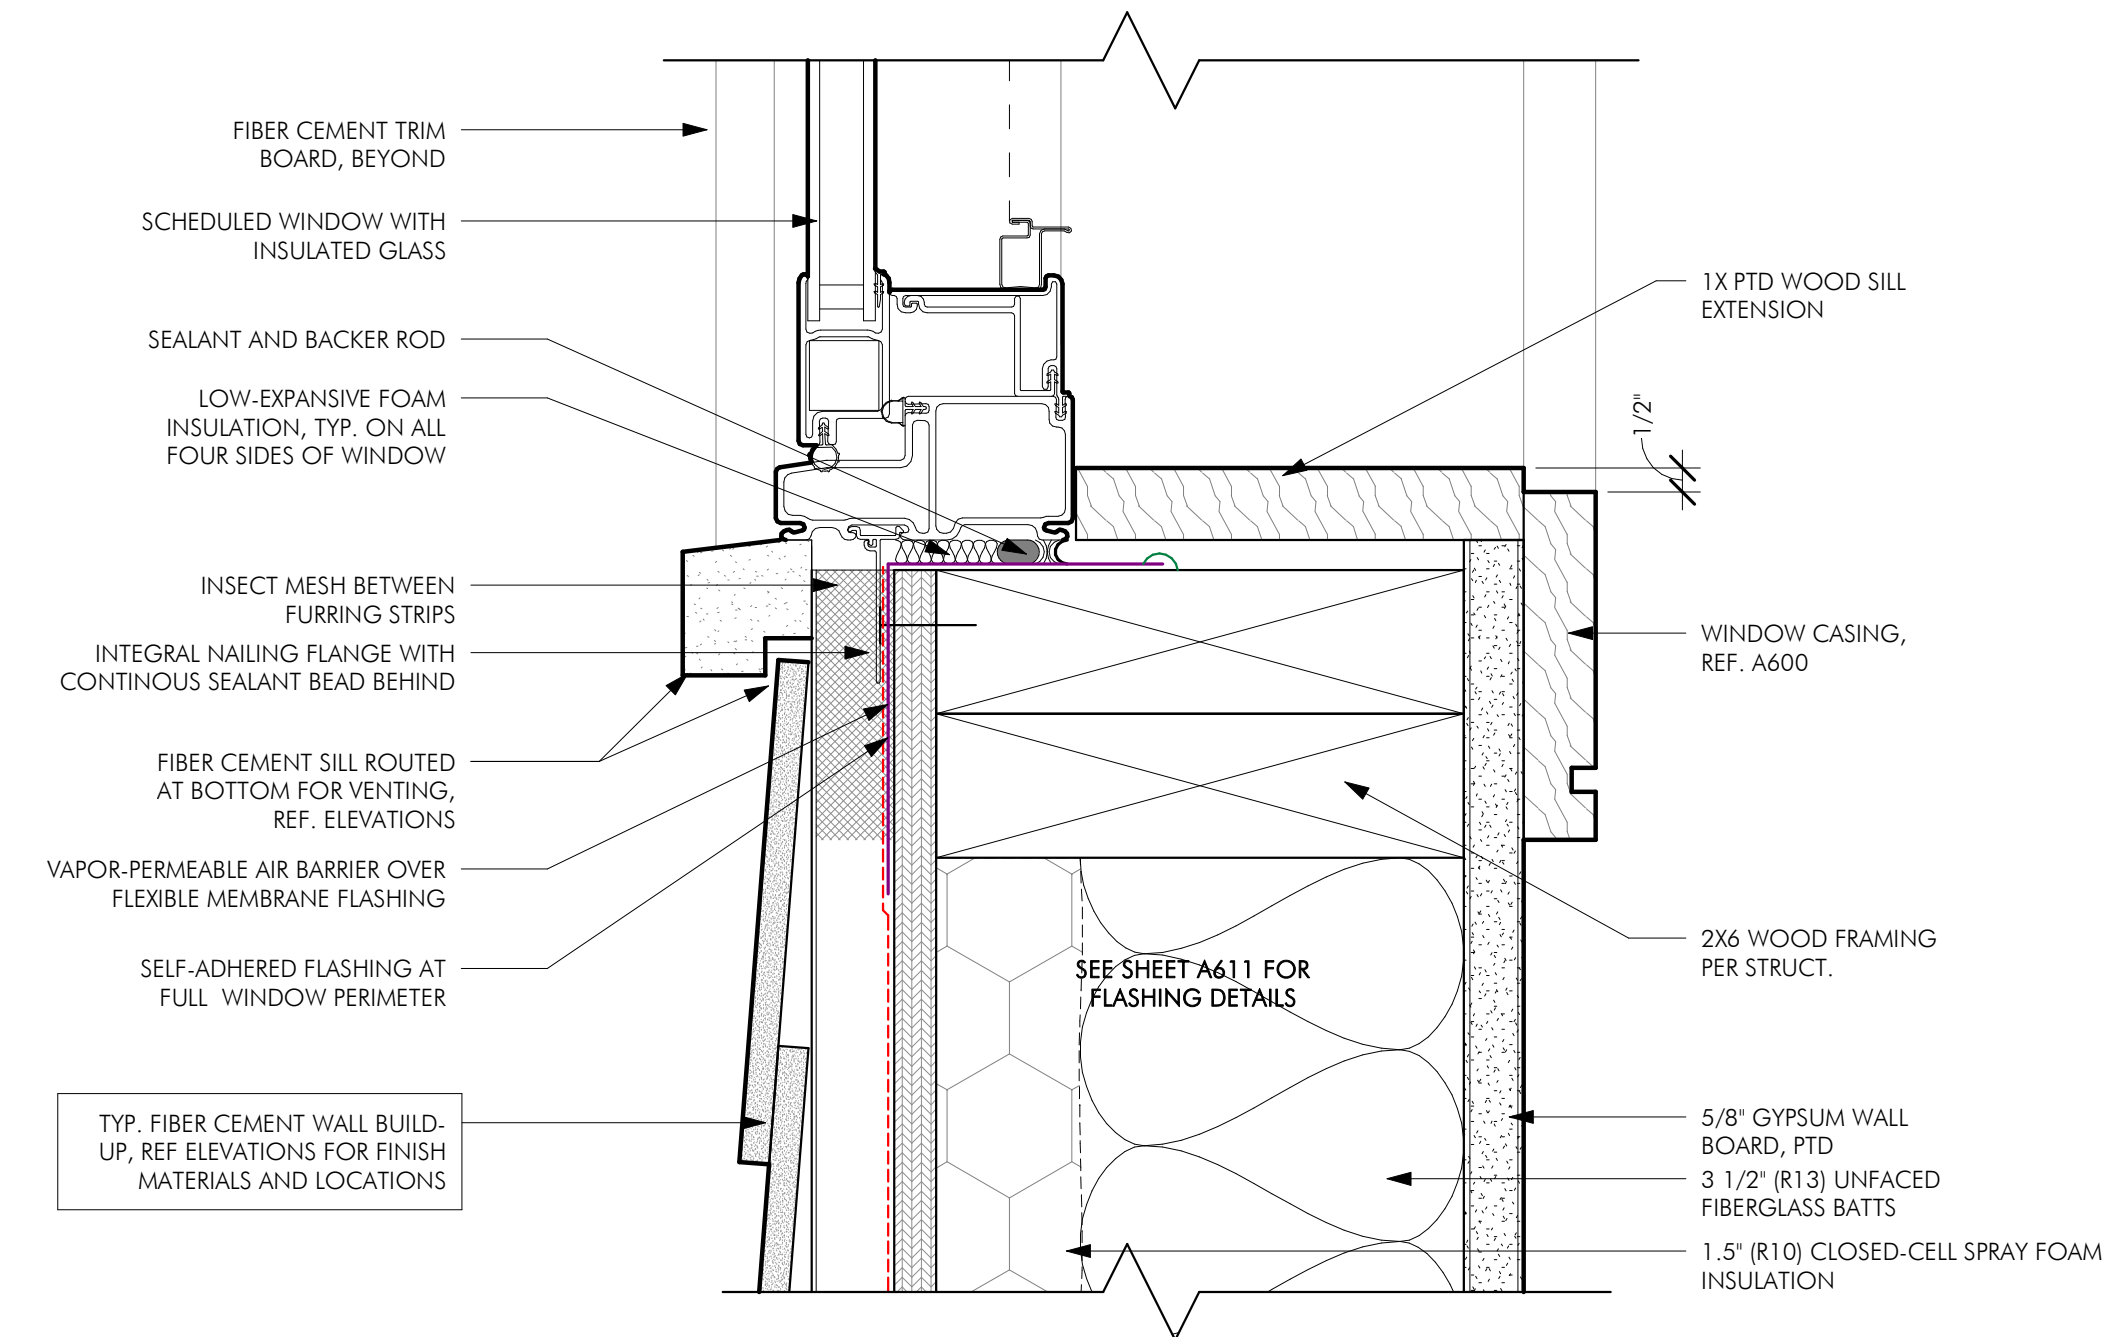 FIBER CEMENT TRIM
BOARD, BEYOND
SCHEDULED WINDOW WITH
INSULATED GLASS
SEALANT AND BACKER ROD
LOW-EXPANSIVE FOAM
INSULATION, TYP. ON ALL
FOUR SIDES OF WINDOW
INSECT MESH BETWEEN
FURRING STRIPS
INTEGRAL NAILING FLANGE WITH
CONTINOUS SEALANT BEAD BEHIND
FIBER CEMENT SILL ROUTED
AT BOTTOM FOR VENTING,
REF. ELEVATIONS
VAPOR-PERMEABLE AIR BARRIER OVER
FLEXIBLE MEMBRANE FLASHING
SELF-ADHERED FLASHING AT
FULL WINDOW PERIMETER
TYP. FIBER CEMENT WALL BUILD-
UP, REF ELEVATIONS FOR FINISH
MATERIALS AND LOCATIONS
SEE SHEET A611 FOR
FLASHING DETAILS
1X PTD WOOD SILL
EXTENSION
1/2"
WINDOW CASING,
REF. A600
2X6 WOOD FRAMING
PER STRUCT.
5/8" GYPSUM WALL
BOARD, PTD
3 1/2" (R13) UNFACED
FIBERGLASS BATTS
1.5" (R10) CLOSED-CELL SPRAY FOAM
INSULATION